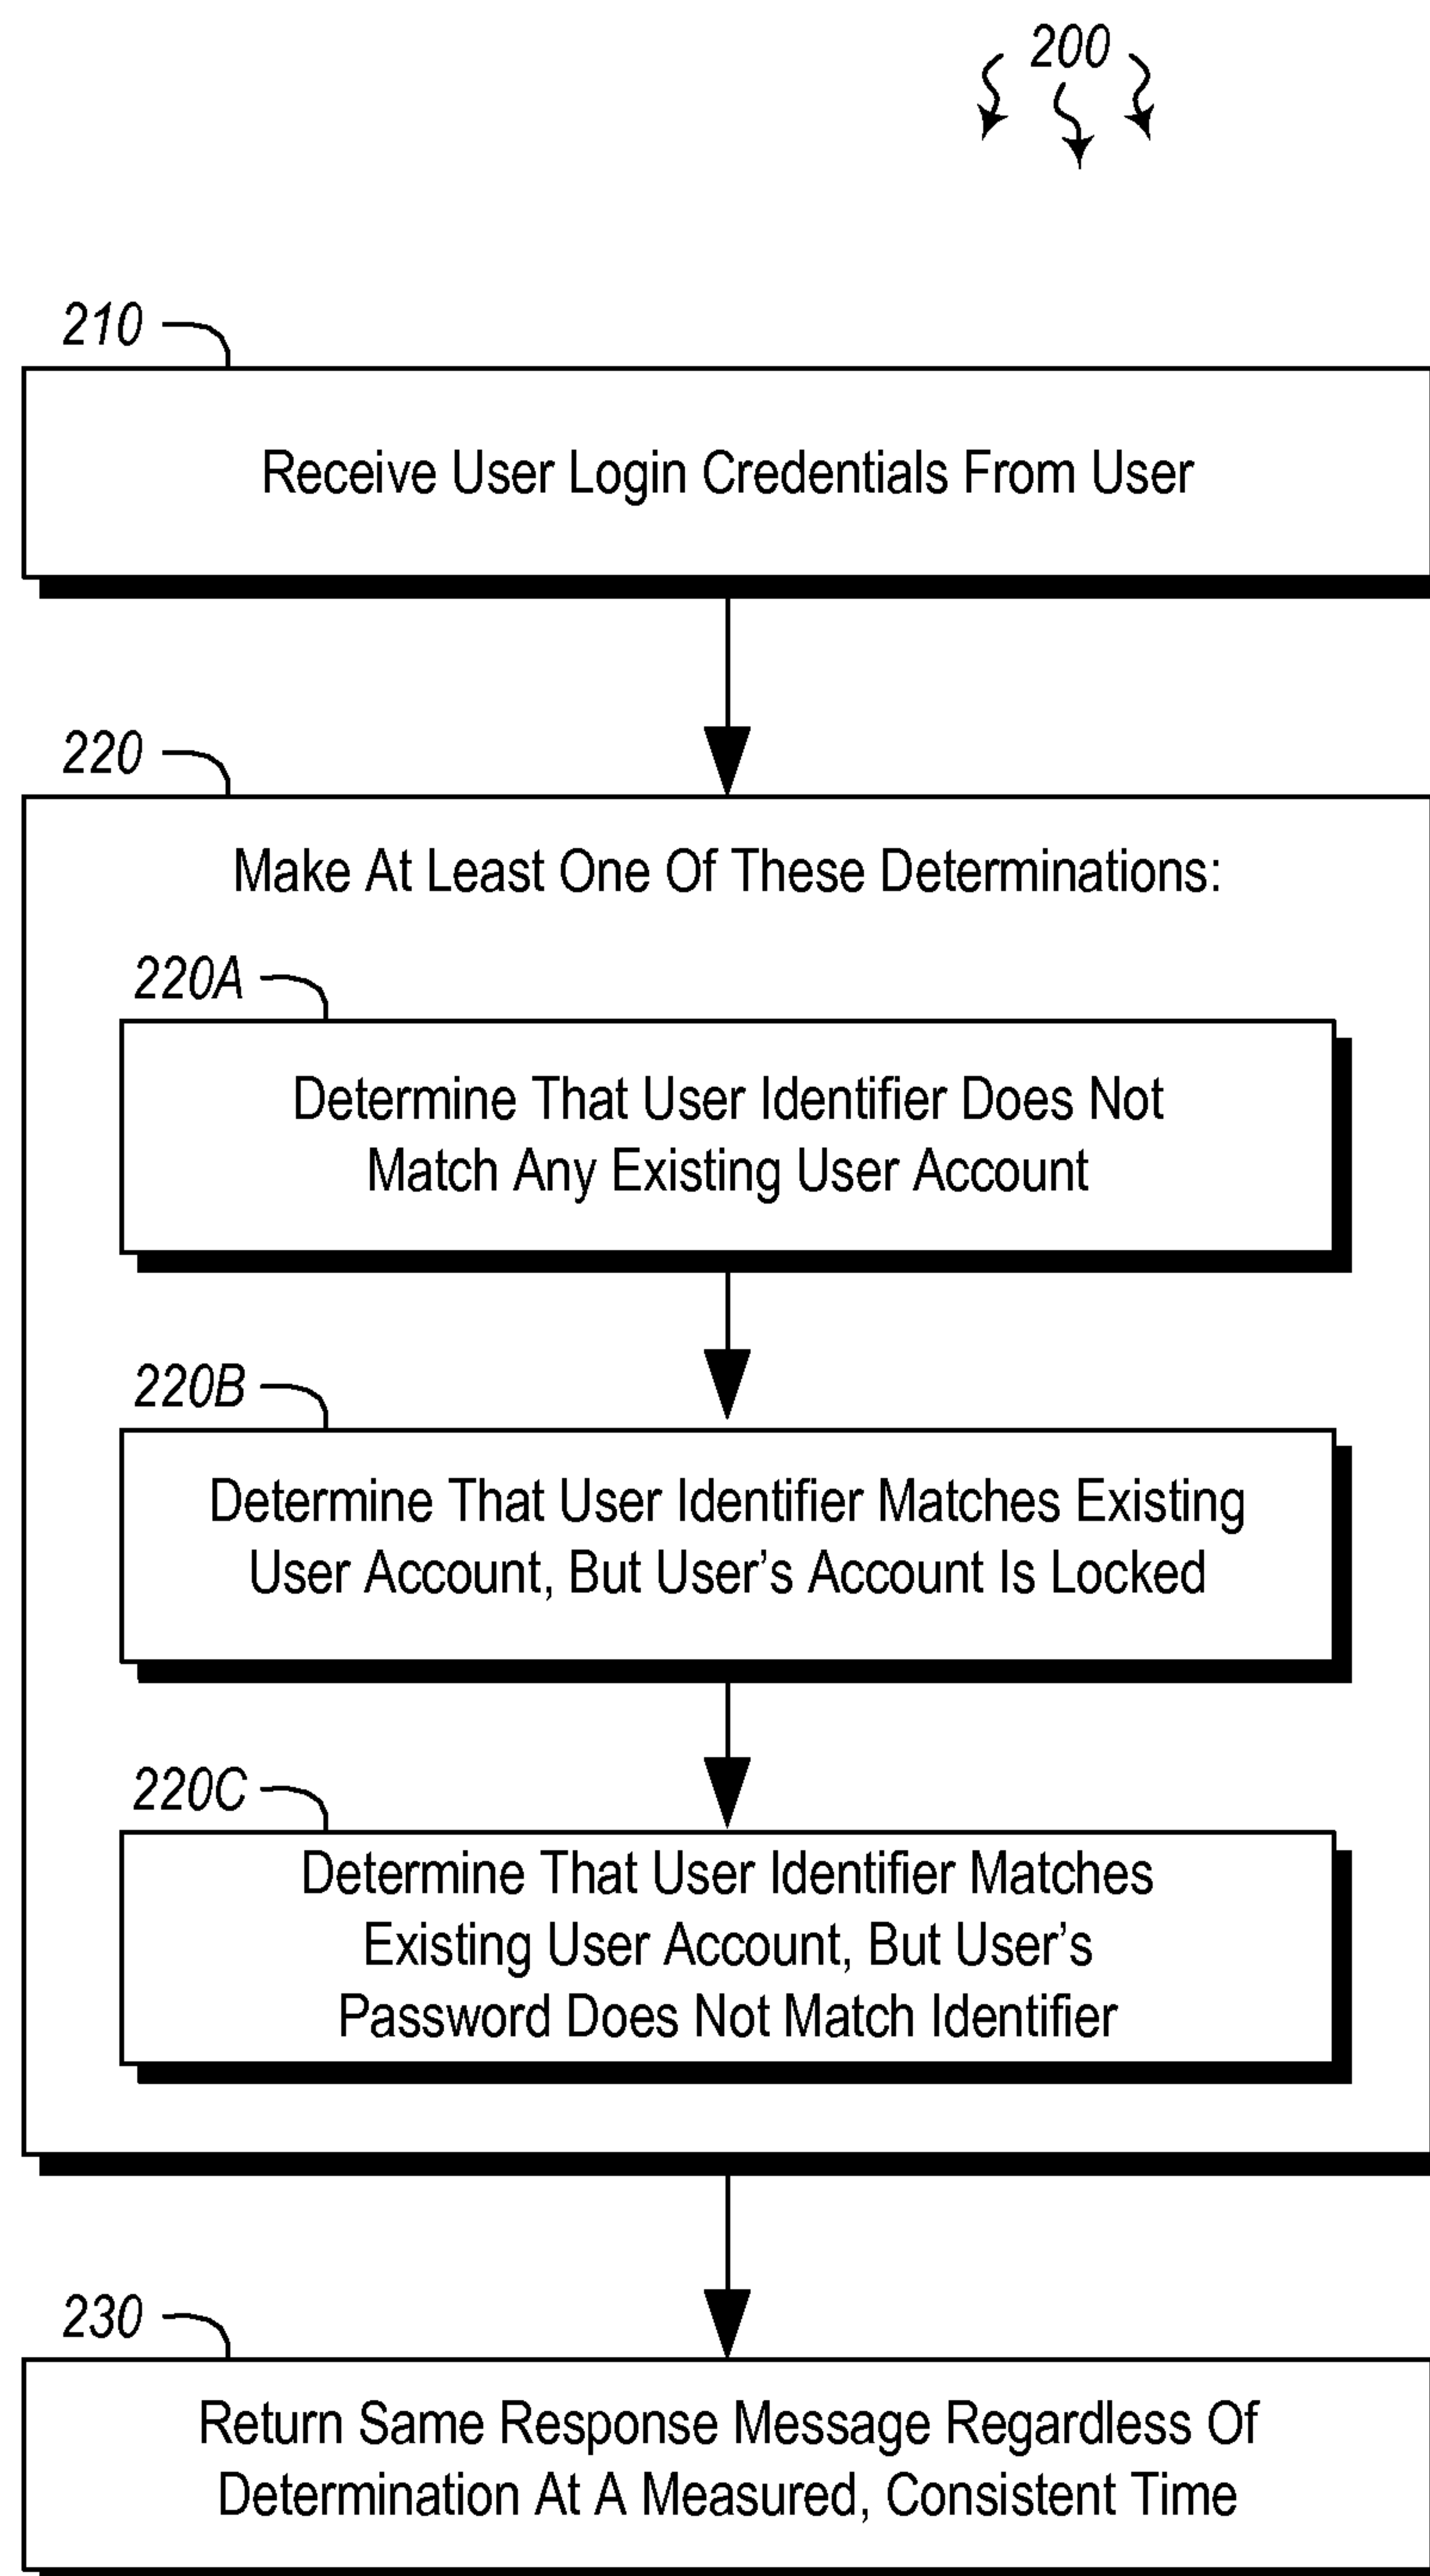 200
210
Receive User Login Credentials From User
220
Make At Least One Of These Determinations:
220A
Determine That User Identifier Does Not
Match Any Existing User Account
220B
Determine That User Identifier Matches Existing
User Account, But User’s Account Is Locked
220C
Determine That User Identifier Matches
Existing User Account, But User’s
Password Does Not Match Identifier
230
Return Same Response Message Regardless Of
Determination At A Measured, Consistent Time